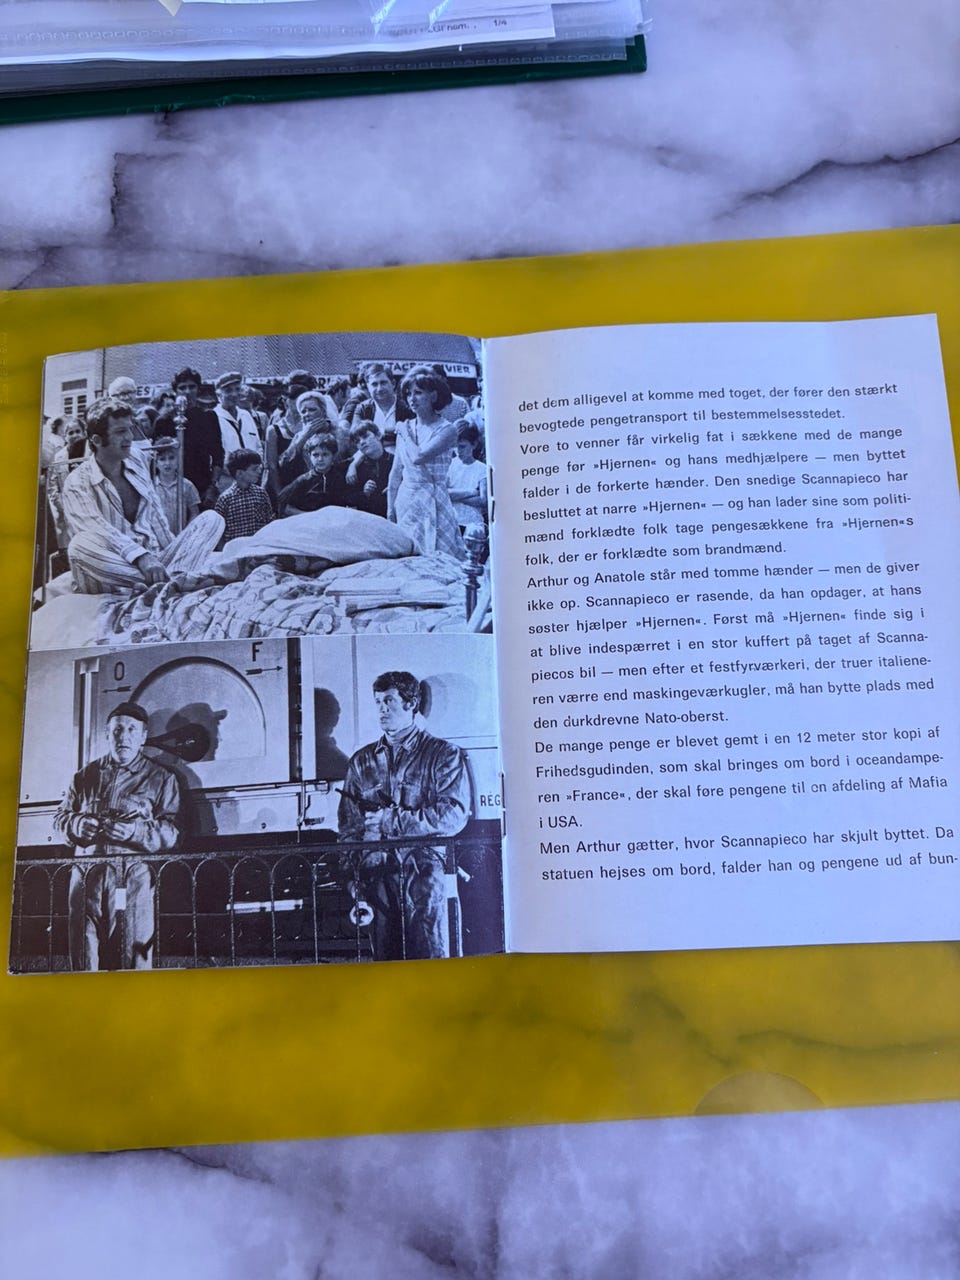 1/4
O
F
RÉG
det dem alligevel at komme med toget, der fører den stærkt
bevogtede pengetransport til bestemmelsesstedet.
Vore to venner får virkelig fat i sækkene med de mange
penge før »Hjernen« og hans medhjælpere — men byttet
falder i de forkerte hænder. Den snedige Scannapieco har
besluttet at narre »Hjernen« — og han lader sine som politi-
mænd forklædte folk tage pengesækkene fra »Hjernen«s
folk, der er forklædte som brandmænd.
Arthur og Anatole står med tomme hænder — men de giver
ikke op. Scannapieco er rasende, da han opdager, at hans
søster hjælper »Hjernen«. Først må »Hjernen« finde sig i
at blive indespærret i en stor kuffert på taget af Scanna-
piecos bil — men efter et festfyrværkeri, der truer italiene-
ren værre end maskingeværkugler, må han bytte plads med
den durkdrevne Nato-oberst.
De mange penge er blevet gemt i en 12 meter stor kopi af
Frihedsgudinden, som skal bringes om bord i oceandampe-
ren »France«, der skal føre pengene til en afdeling af Mafia
i USA.
Men Arthur gætter, hvor Scannapieco har skjult byttet. Da
statuen hejses om bord, falder han og pengene ud af bun-